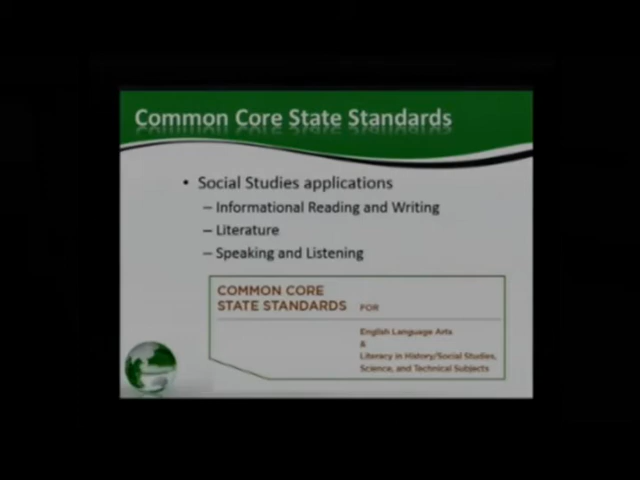 Common Core State Standards
• Social Studies applications
– Informational Reading and Writing
– Literature
– Speaking and Listening
COMMON CORE
STATE STANDARDS FOR
English Language Arts
&
Literacy in History/Social Studies,
Science, and Technical Subjects